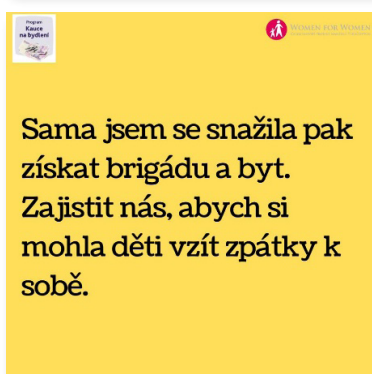 Program
Kauce
na bydlení
WOMEN FOR WOMEN
Sama jsem se snažila pak
získat brigádu a byt.
Zajistit nás, abych si
mohla děti vzít zpátky k
sobě.